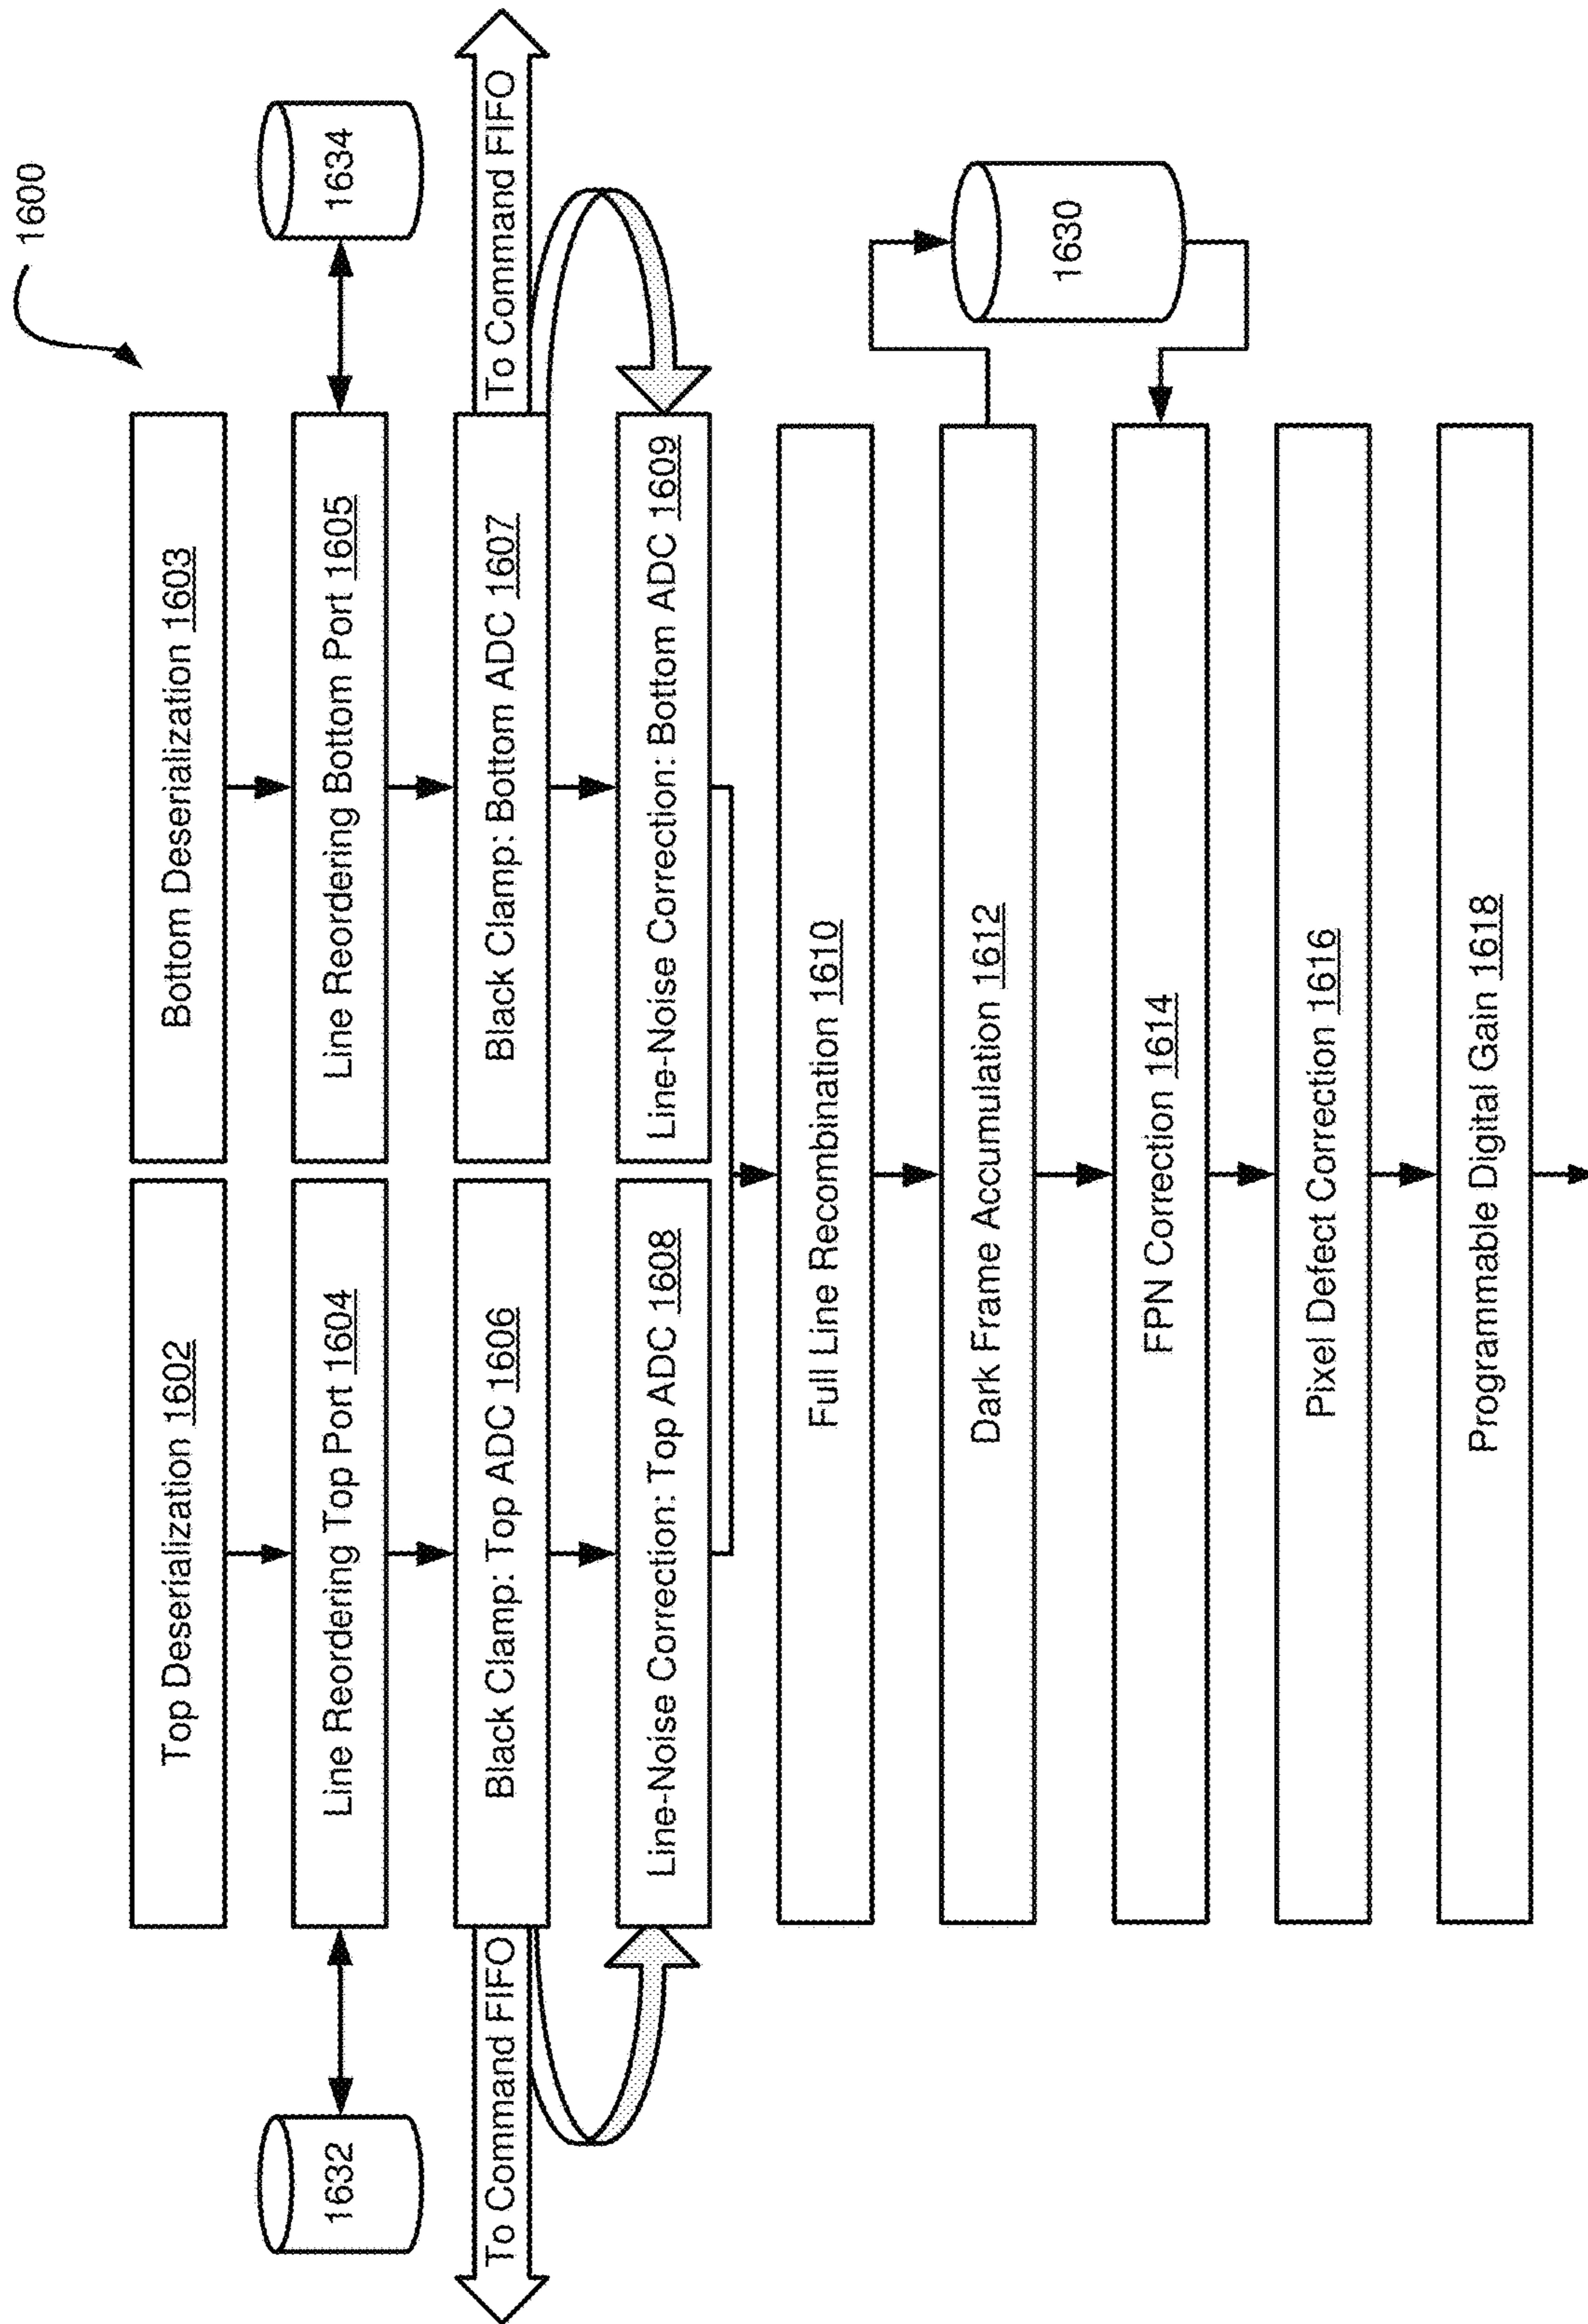 1600
Top Deserialization 1602
Bottom Deserialization 1603
1632
Line Reordering Top Port 1604
Line Reordering Bottom Port 1605
1634
To Command FIFO
Black Clamp: Top ADC 1606
Black Clamp: Bottom ADC 1607
To Command FIFO
Line-Noise Correction: Top ADC 1608
Line-Noise Correction: Bottom ADC 1609
Full Line Recombination 1610
Dark Frame Accumulation 1612
1630
FPN Correction 1614
Pixel Defect Correction 1616
Programmable Digital Gain 1618